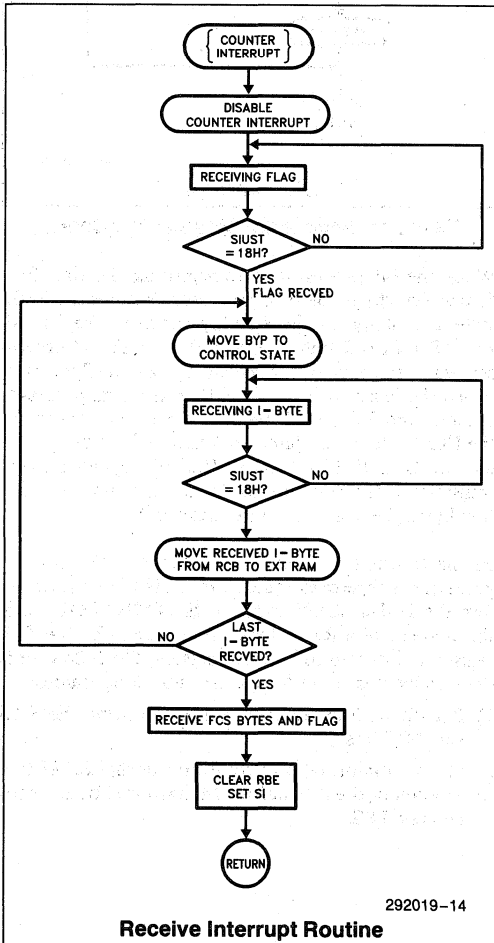 COUNTER
INTERRUPT
DISABLE
COUNTER INTERRUPT
RECEIVING FLAG
SIUST
= 18H?
NO
YES
FLAG RECVED
MOVE BYP TO
CONTROL STATE
RECEIVING I-BYTE
SIUST
= 18H?
NO
MOVE RECEIVED I-BYTE
FROM RCB TO EXT RAM
LAST
I-BYTE
RECVED?
NO
YES
RECEIVE FCS BYTES AND FLAG
CLEAR RBE
SET SI
RETURN
292019-14
Receive Interrupt Routine